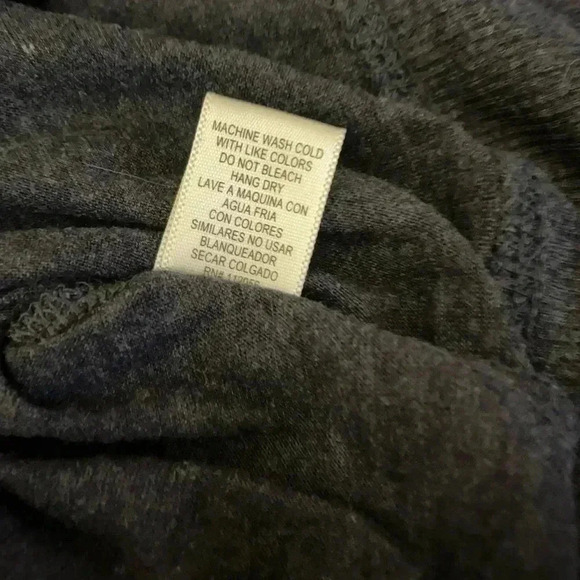 MACHINE WASH COLD
WITH LIKE COLORS
DO NOT BLEACH
HANG DRY
LAVE A MAQUINA CON
AGUA FRIA
CON COLORES
SIMILARES NO USAR
BLANQUEADOR
SECAR COLGADO
RN#